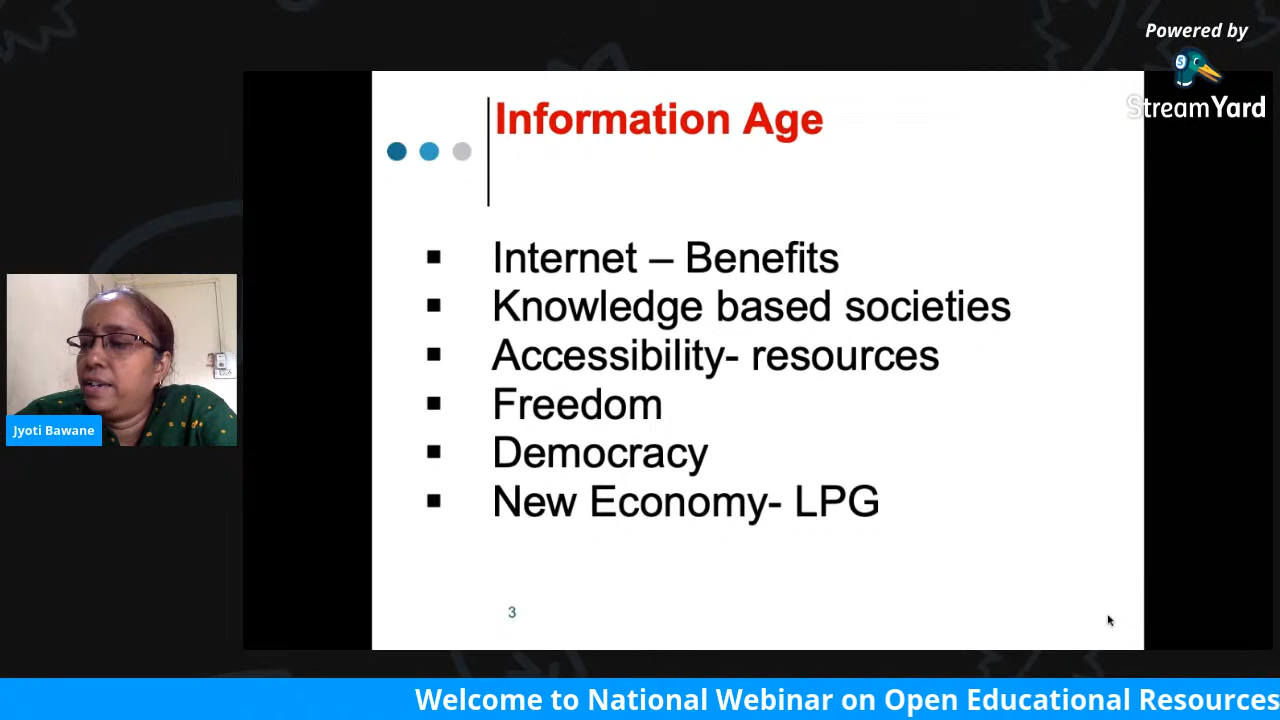 Powered by
StreamYard
Information Age
▪ Internet – Benefits
▪ Knowledge based societies
▪ Accessibility- resources
▪ Freedom
▪ Democracy
▪ New Economy- LPG
3
Jyoti Bawane
Welcome to National Webinar on Open Educational Resources